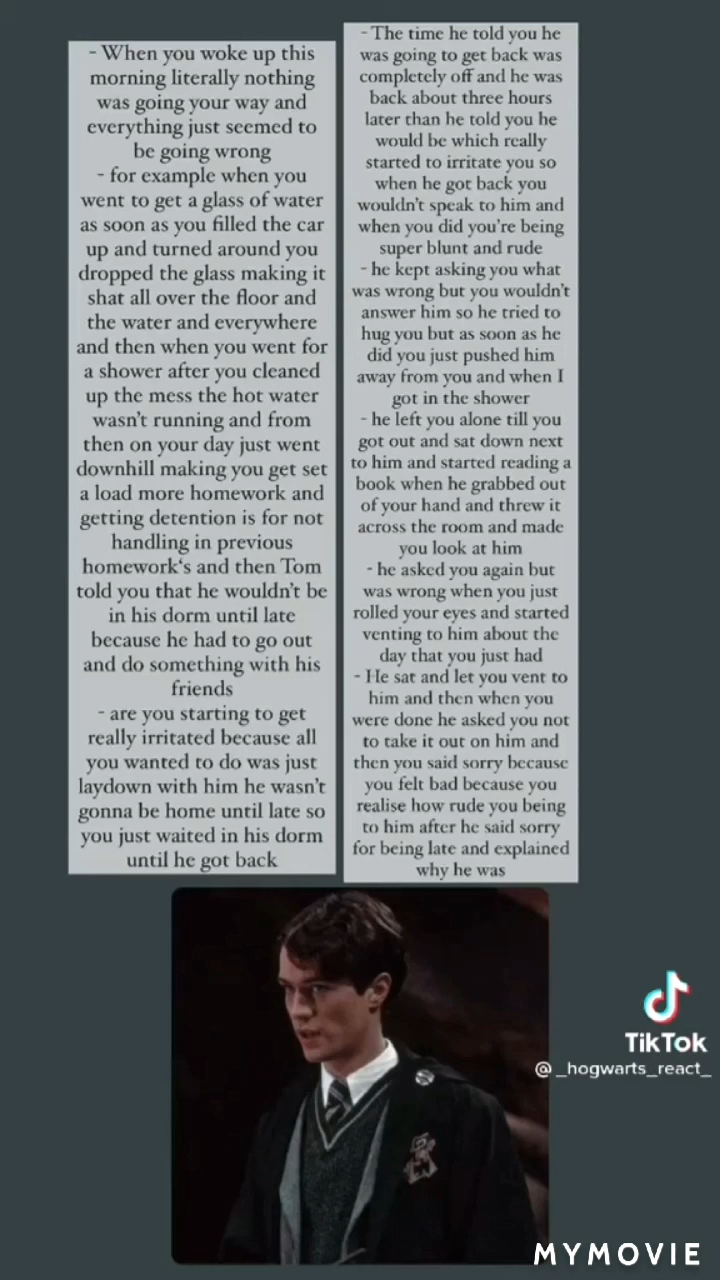 - When you woke up this
morning literally nothing
was going your way and
everything just seemed to
be going wrong
- for example when you
went to get a glass of water
as soon as you filled the car
up and turned around you
dropped the glass making it
shat all over the floor and
the water and everywhere
and then when you went for
a shower after you cleaned
up the mess the hot water
wasn't running and from
then on your day just went
downhill making you get set
a load more homework and
getting detention is for not
handling in previous
homework‘s and then Tom
told you that he wouldn't be
in his dorm until late
because he had to go out
and do something with his
friends
- are you starting to get
really irritated because all
you wanted to do was just
laydown with him he wasn't
gonna be home until late so
you just waited in his dorm
until he got back
- The time he told you he
was going to get back was
completely off and he was
back about three hours
later than he told you he
would be which really
started to irritate you so
when he got back you
wouldn't speak to him and
when you did you're being
super blunt and rude
- he kept asking you what
was wrong but you wouldn't
answer him so he tried to
hug you but as soon as he
did you just pushed him
away from you and when I
got in the shower
- he left you alone till you
got out and sat down next
to him and started reading a
book when he grabbed out
of your hand and threw it
across the room and made
you look at him
- he asked you again but
was wrong when you just
rolled your eyes and started
venting to him about the
day that you just had
- He sat and let you vent to
him and then when you
were done he asked you not
to take it out on him and
then you said sorry because
you felt bad because you
realise how rude you being
to him after he said sorry
for being late and explained
why he was
TikTok
@_hogwarts_react_
MYMOVIE